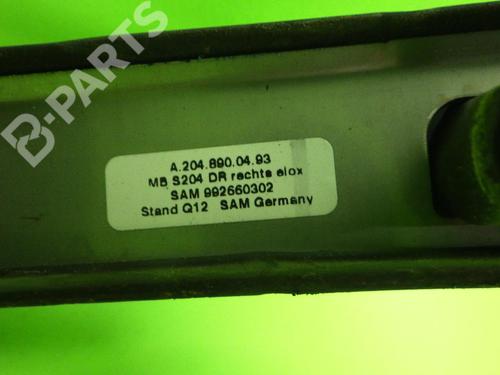 B-PARTS
A.204.890.04.93
MB S204 DR rechts elox
SAM 992660302
Stand Q12 SAM Germany